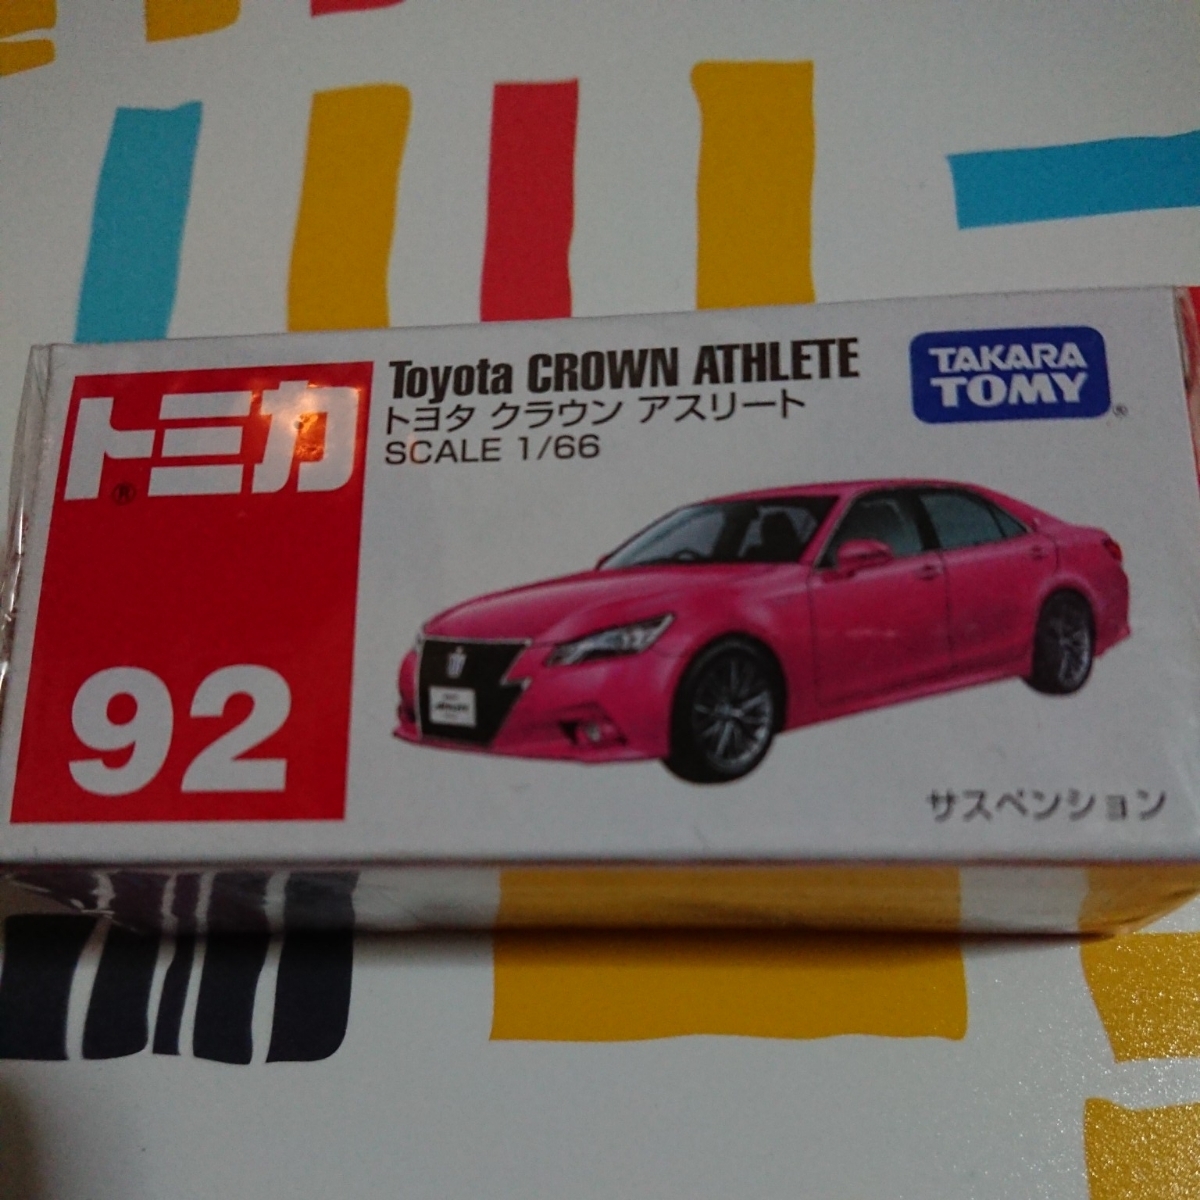 トミカ
®
92
Toyota CROWN ATHLETE
トヨタ クラウン アスリート
SCALE 1/66
TAKARA
TOMY
®
サスペンション